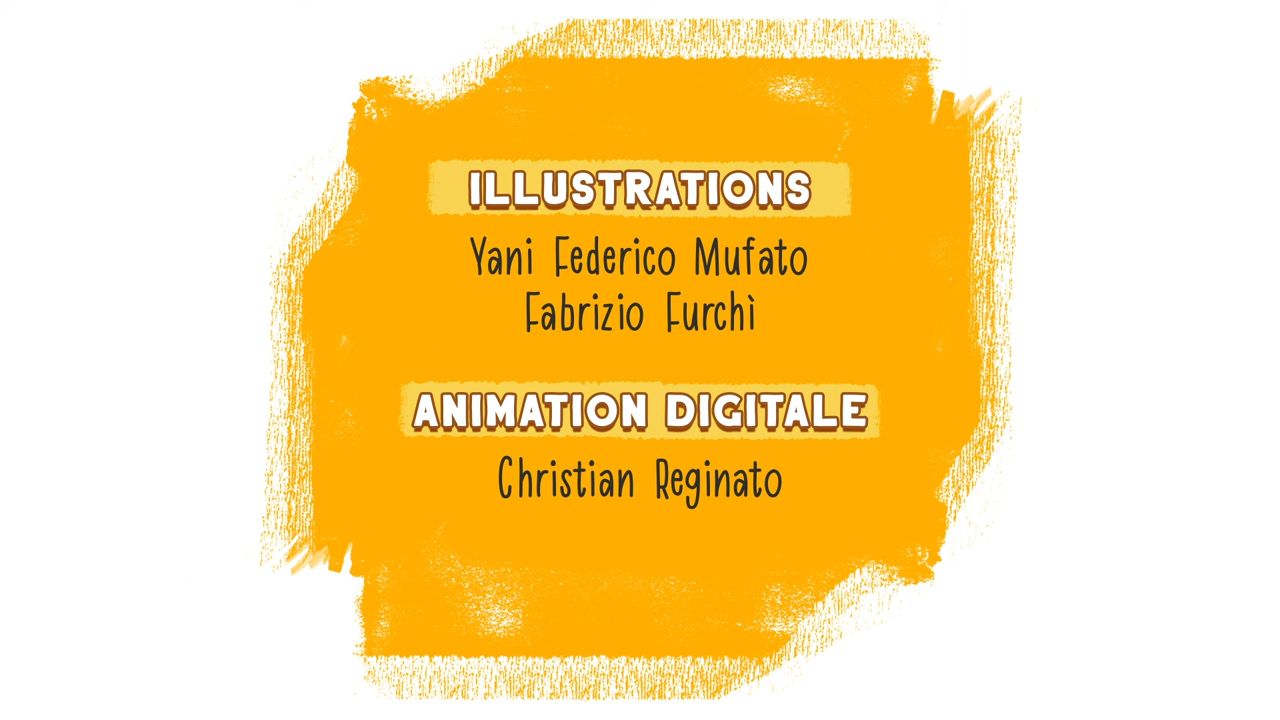 ILLUSTRATIONS
Yani Federico Mufato
Fabrizio Furchì
ANIMATION DIGITALE
Christian Reginato